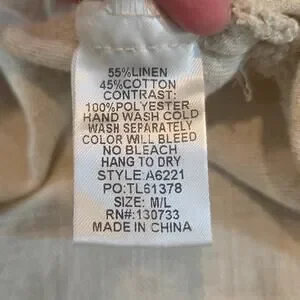 55%LINEN
45%COTTON
CONTRAST:
100%POLYESTER
HAND WASH COLD
WASH SEPARATELY
COLOR WILL BLEED
NO BLEACH
HANG TO DRY
STYLE:A6221
PO:TL61378
SIZE: M/L
RN#:130733
MADE IN CHINA